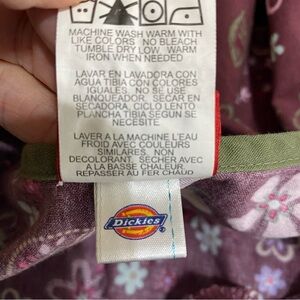 MACHINE WASH WARM WITH
LIKE COLORS NO BLEACH
TUMBLE DRY LOW WARM
IRON WHEN NEEDED
LAVAR EN LAVADORA CON
AGUA TIBIA CON COLORES
IGUALES. NO SE USE
BLANQUEADOR. SECAR EN
SECADORA, CICLO LENTO
PLANCHA TIBIA SEGUN SE
NECESITE.
LAVER A LA MACHINE L'EAU
FROID AVEC COULEURS
SIMILAIRES. NON
DECOLORANT. SECHER AVEC
A LA BASSE CHALEUR.
REPASSER AU FER CHAUD
Dickies